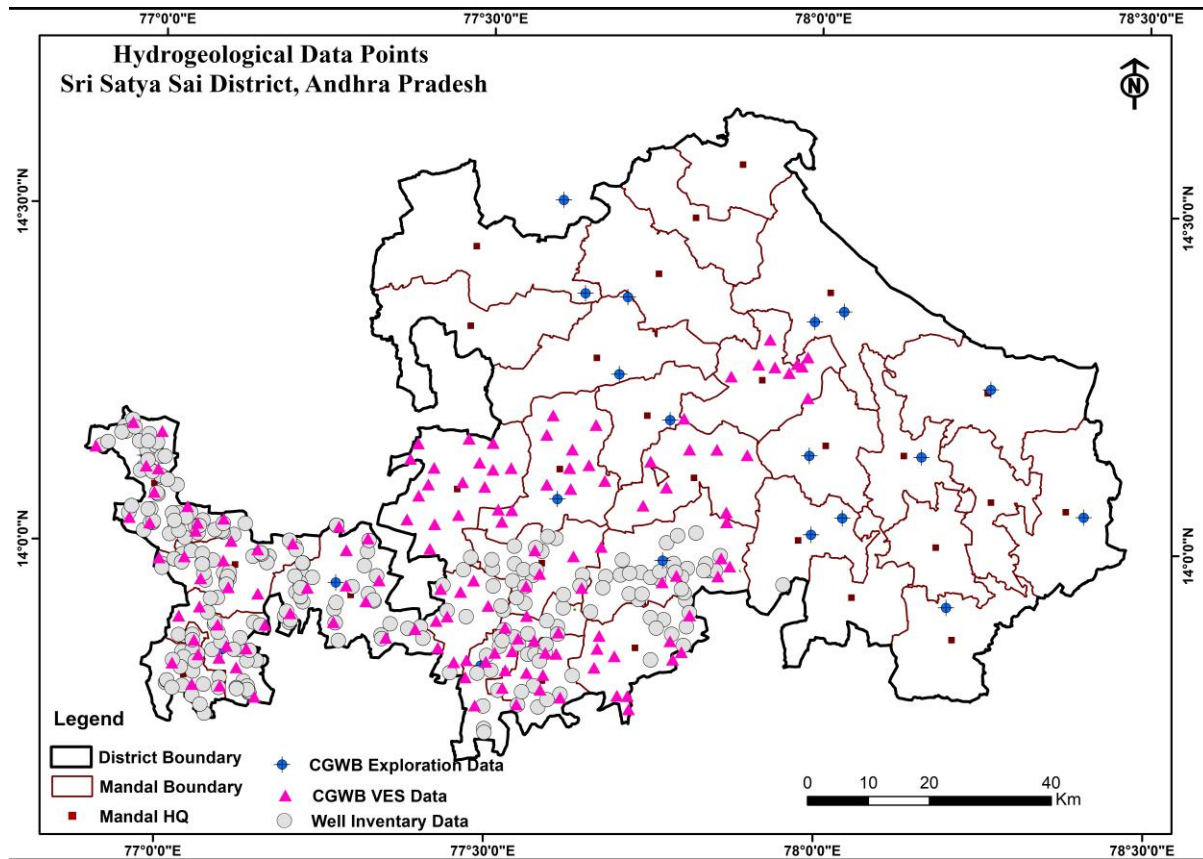 77°0'0"E 77°30'0"E 78°0'0"E 78°30'0"E
Hydrogeological Data Points
Sri Satya Sai District, Andhra Pradesh
N
14°30'0"N 14°30'0"N
14°0'0"N 14°0'0"N
Legend
District Boundary
Mandal Boundary
Mandal HQ
CGWB Exploration Data
CGWB VES Data
Well Inventary Data
0 10 20 40
Km
77°0'0"E 77°30'0"E 78°0'0"E 78°30'0"E